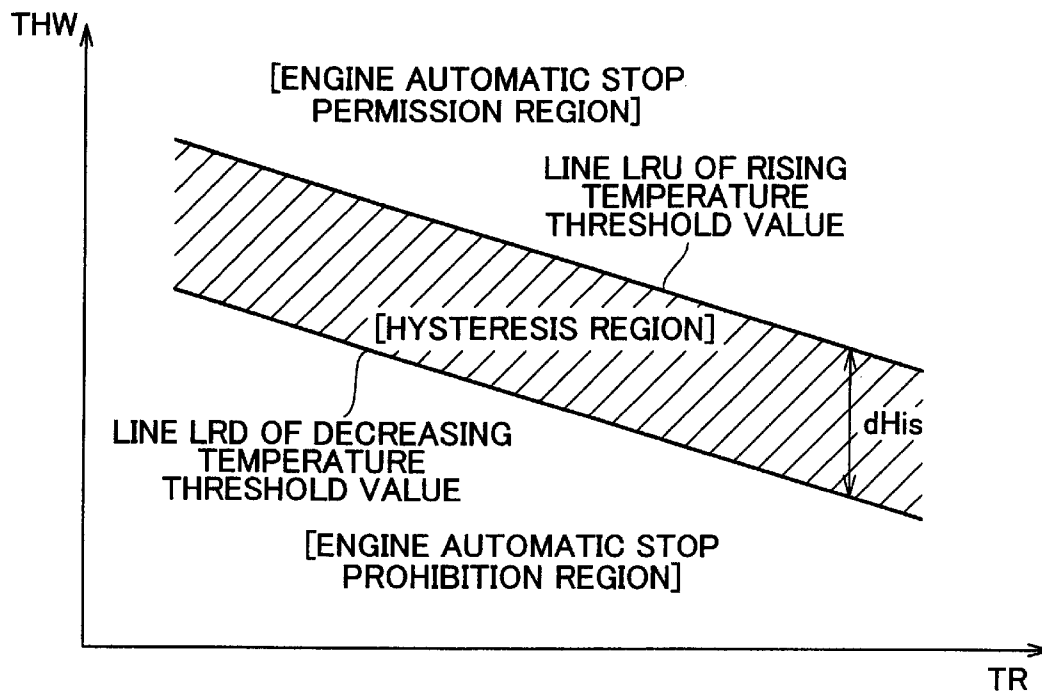 THW
[ENGINE AUTOMATIC STOP
PERMISSION REGION]
LINE LRU OF RISING
TEMPERATURE
THRESHOLD VALUE
[HYSTERESIS REGION]
dHis
LINE LRD OF DECREASING
TEMPERATURE
THRESHOLD VALUE
[ENGINE AUTOMATIC STOP
PROHIBITION REGION]
TR